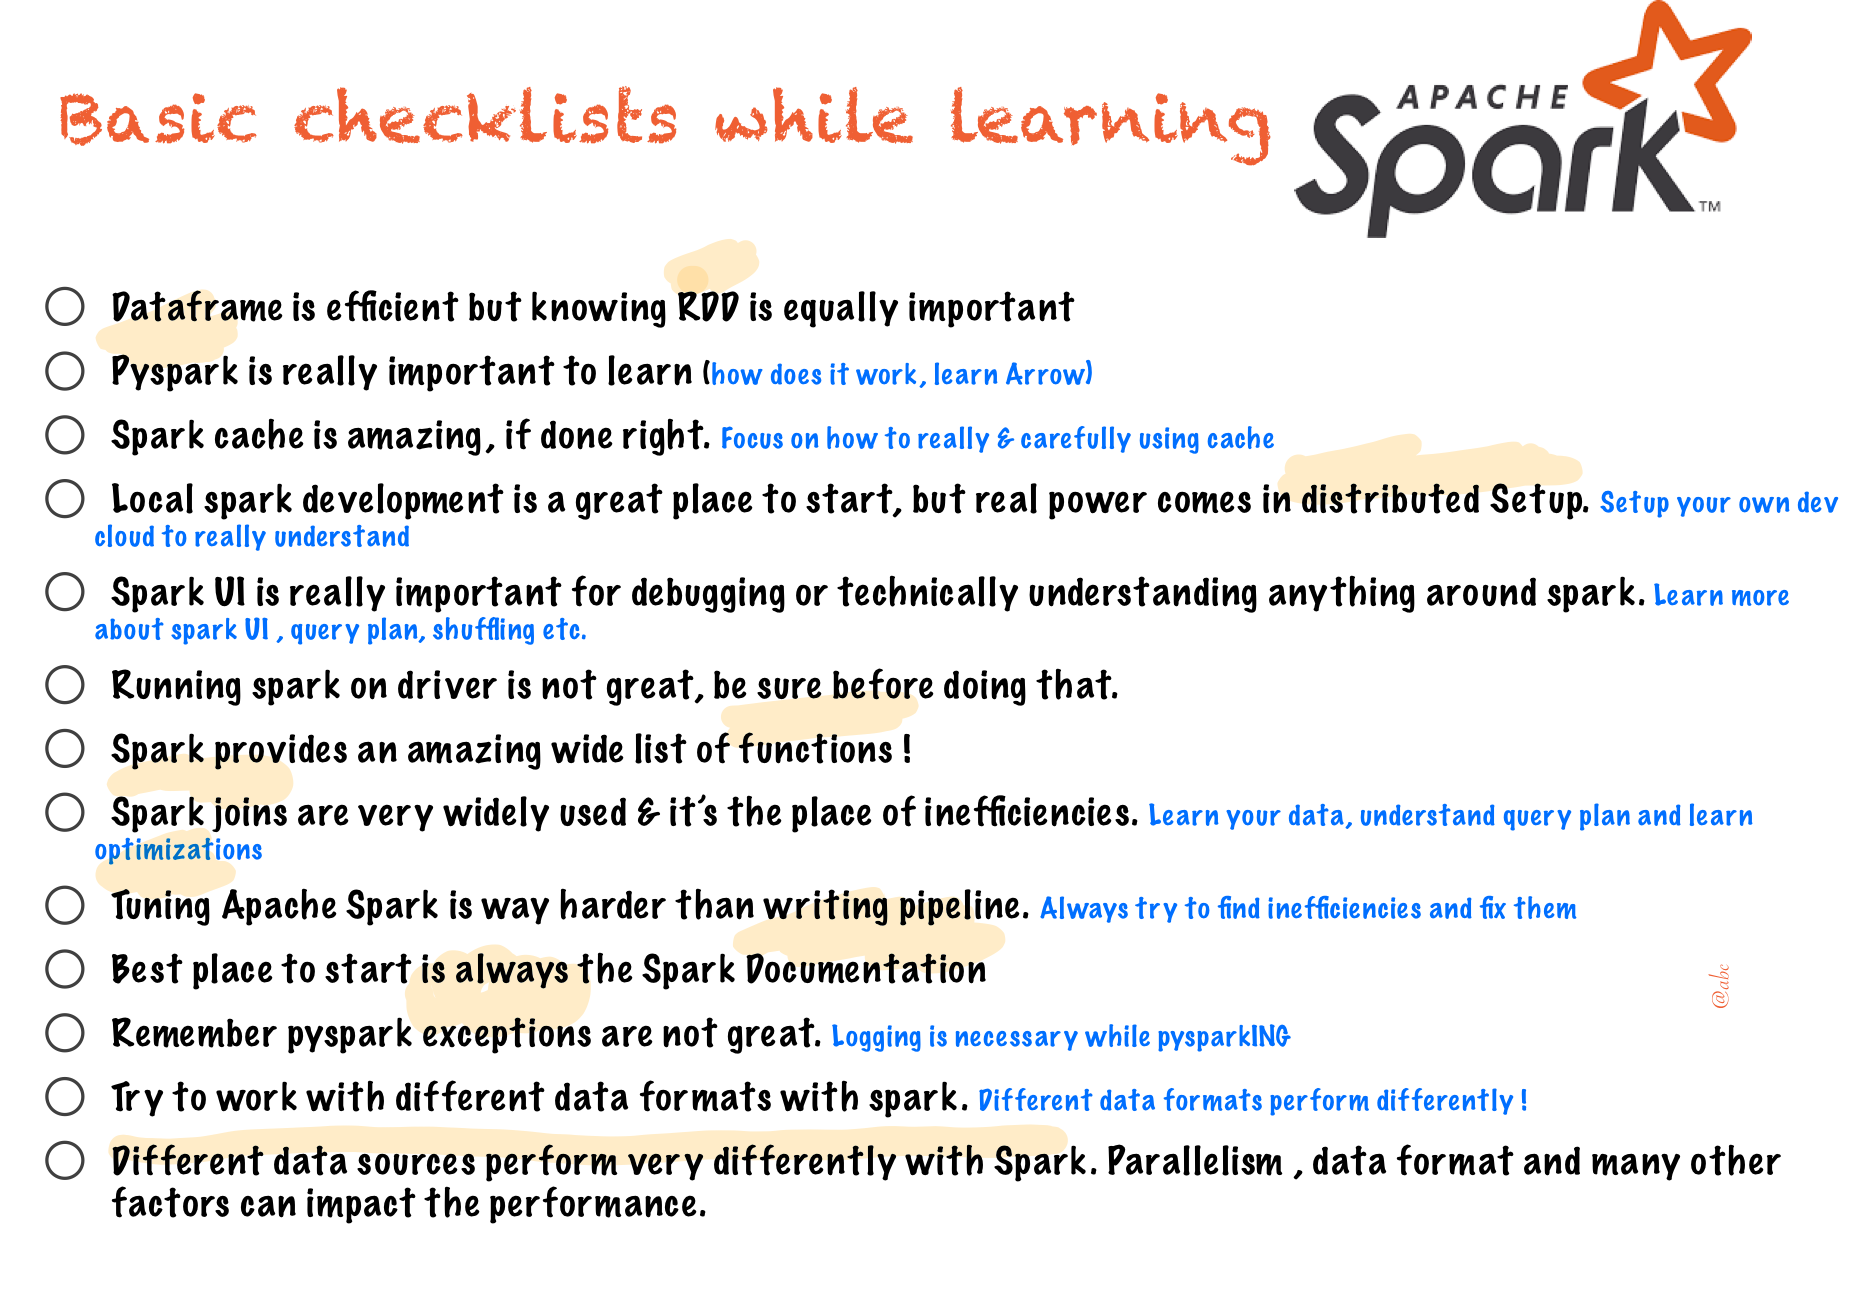 Basic checklists while learning
APACHE
Spark
TM
Dataframe is efficient but knowing RDD is equally important
Pyspark is really important to learn (how does it work, learn Arrow)
Spark cache is amazing, if done right. Focus on how to really & carefully using cache
Local spark development is a great place to start, but real power comes in distributed Setup. Setup your own dev
cloud to really understand
Spark UI is really important for debugging or technically understanding anything around spark. Learn more
about spark UI , query plan, shuffling etc.
Running spark on driver is not great, be sure before doing that.
Spark provides an amazing wide list of functions !
Spark joins are very widely used & it’s the place of inefficiencies. Learn your data, understand query plan and learn
optimizations
Tuning Apache Spark is way harder than writing pipeline. Always try to find inefficiencies and fix them
Best place to start is always the Spark Documentation
Remember pyspark exceptions are not great. Logging is necessary while pysparkING
Try to work with different data formats with spark. Different data formats perform differently !
Different data sources perform very differently with Spark. Parallelism , data format and many other
factors can impact the performance.
@abc